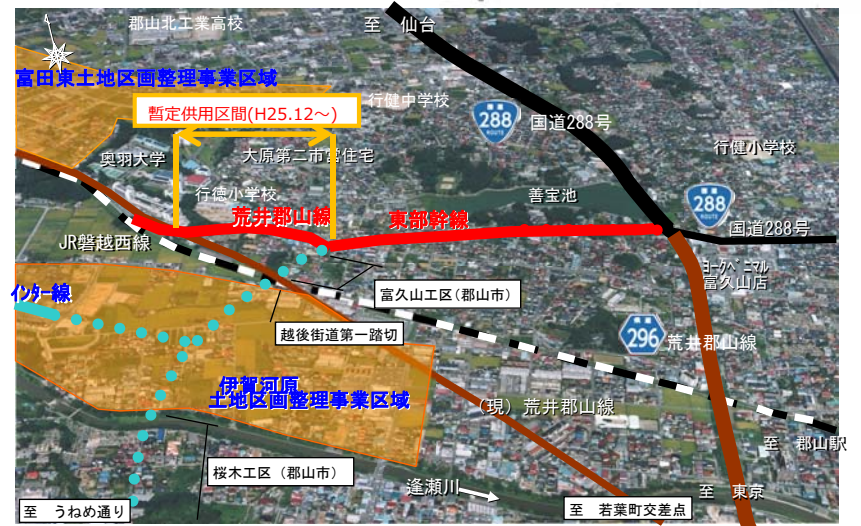 郡山北工業高校
至 仙台
富田東土地区画整理事業区域
暫定供用区間(H25.12～)
行健中学校
国道
288
ROUTE
国道288号
奥羽大学
大原第二市営住宅
行健小学校
行徳小学校
善宝池
国道
288
ROUTE
荒井郡山線
東部幹線
国道288号
JR磐越西線
ヨークベニマル
富久山店
インター線
富久山工区(郡山市)
越後街道第一踏切
県道
296
荒井郡山線
伊賀河原
土地区画整理事業区域
(現) 荒井郡山線
至 郡山駅
桜木工区 (郡山市)
逢瀬川
至 東京
至 うねめ通り
至 若葉町交差点